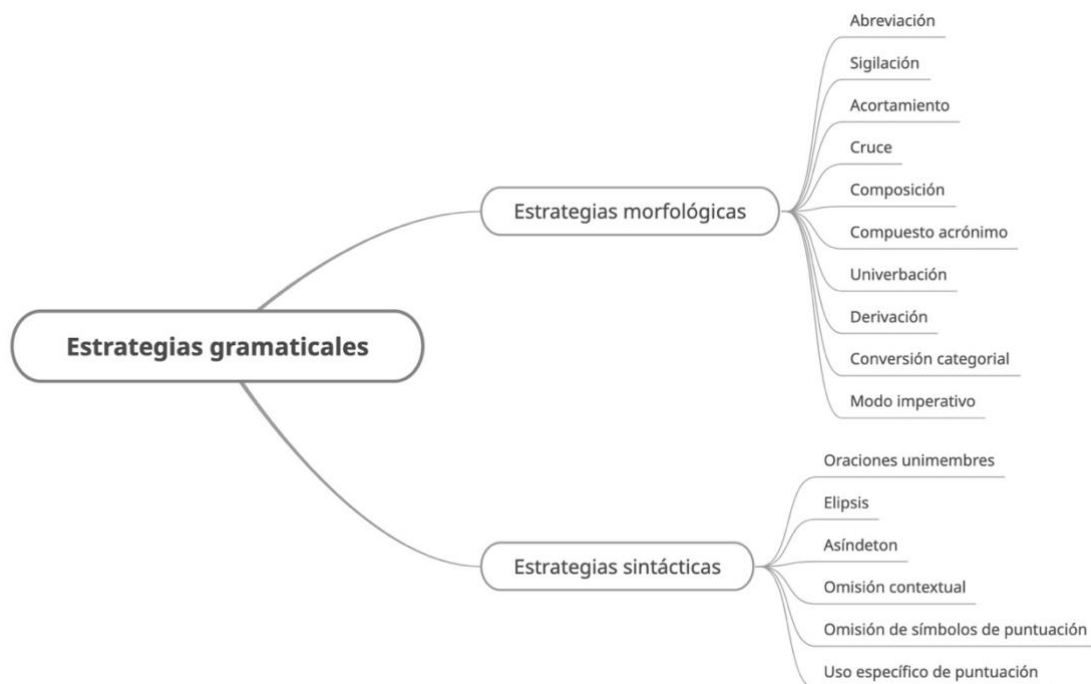 Estrategias gramaticales
Estrategias morfológicas
Abreviación
Sigilación
Acortamiento
Cruce
Composición
Compuesto acrónimo
Univerbación
Derivación
Conversión categorial
Modo imperativo
Estrategias sintácticas
Oraciones unimembres
Elipsis
Asíndeton
Omisión contextual
Omisión de símbolos de puntuación
Uso específico de puntuación